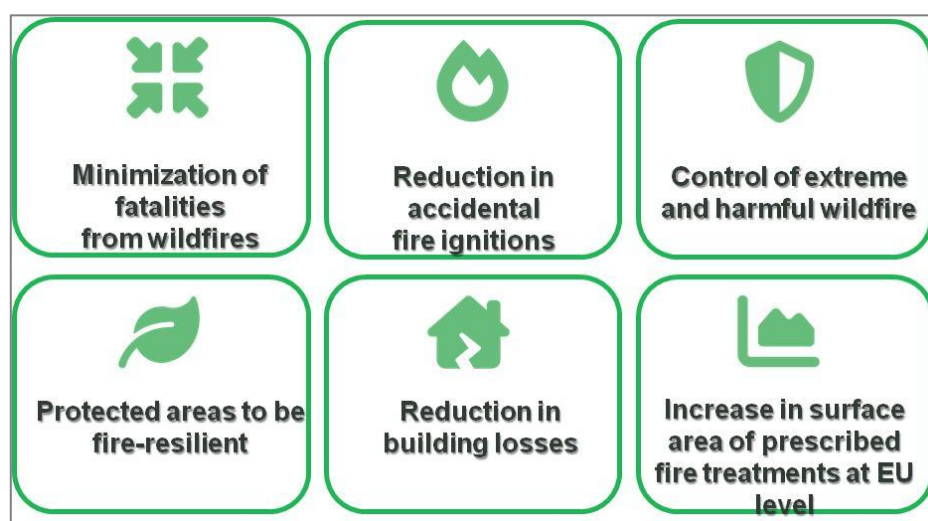 Minimization of
fatalities
from wildfires
Reduction in
accidental
fire ignitions
Control of extreme
and harmful wildfire
Protected areas to be
fire-resilient
Reduction in
building losses
Increase in surface
area of prescribed
fire treatments at EU
level